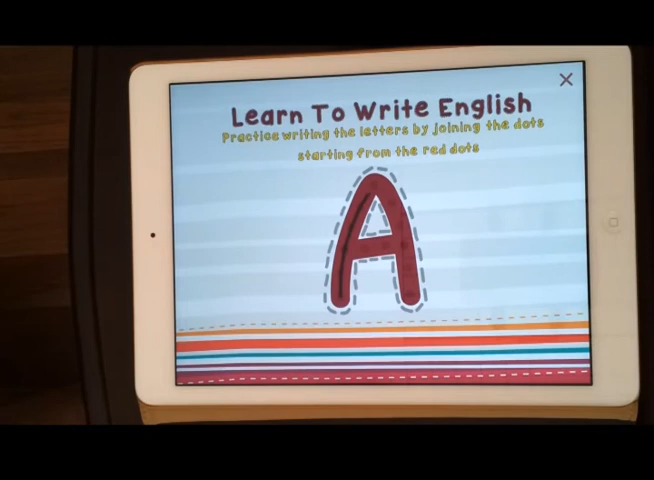 Learn To Write English
Practice writing the letters by joining the dots
starting from the red dots
A